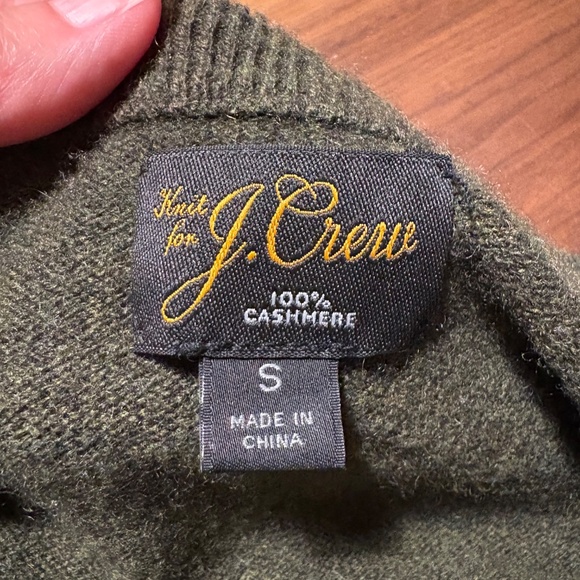 Knit
for J.Crew
100%
CASHMERE
S
MADE IN
CHINA